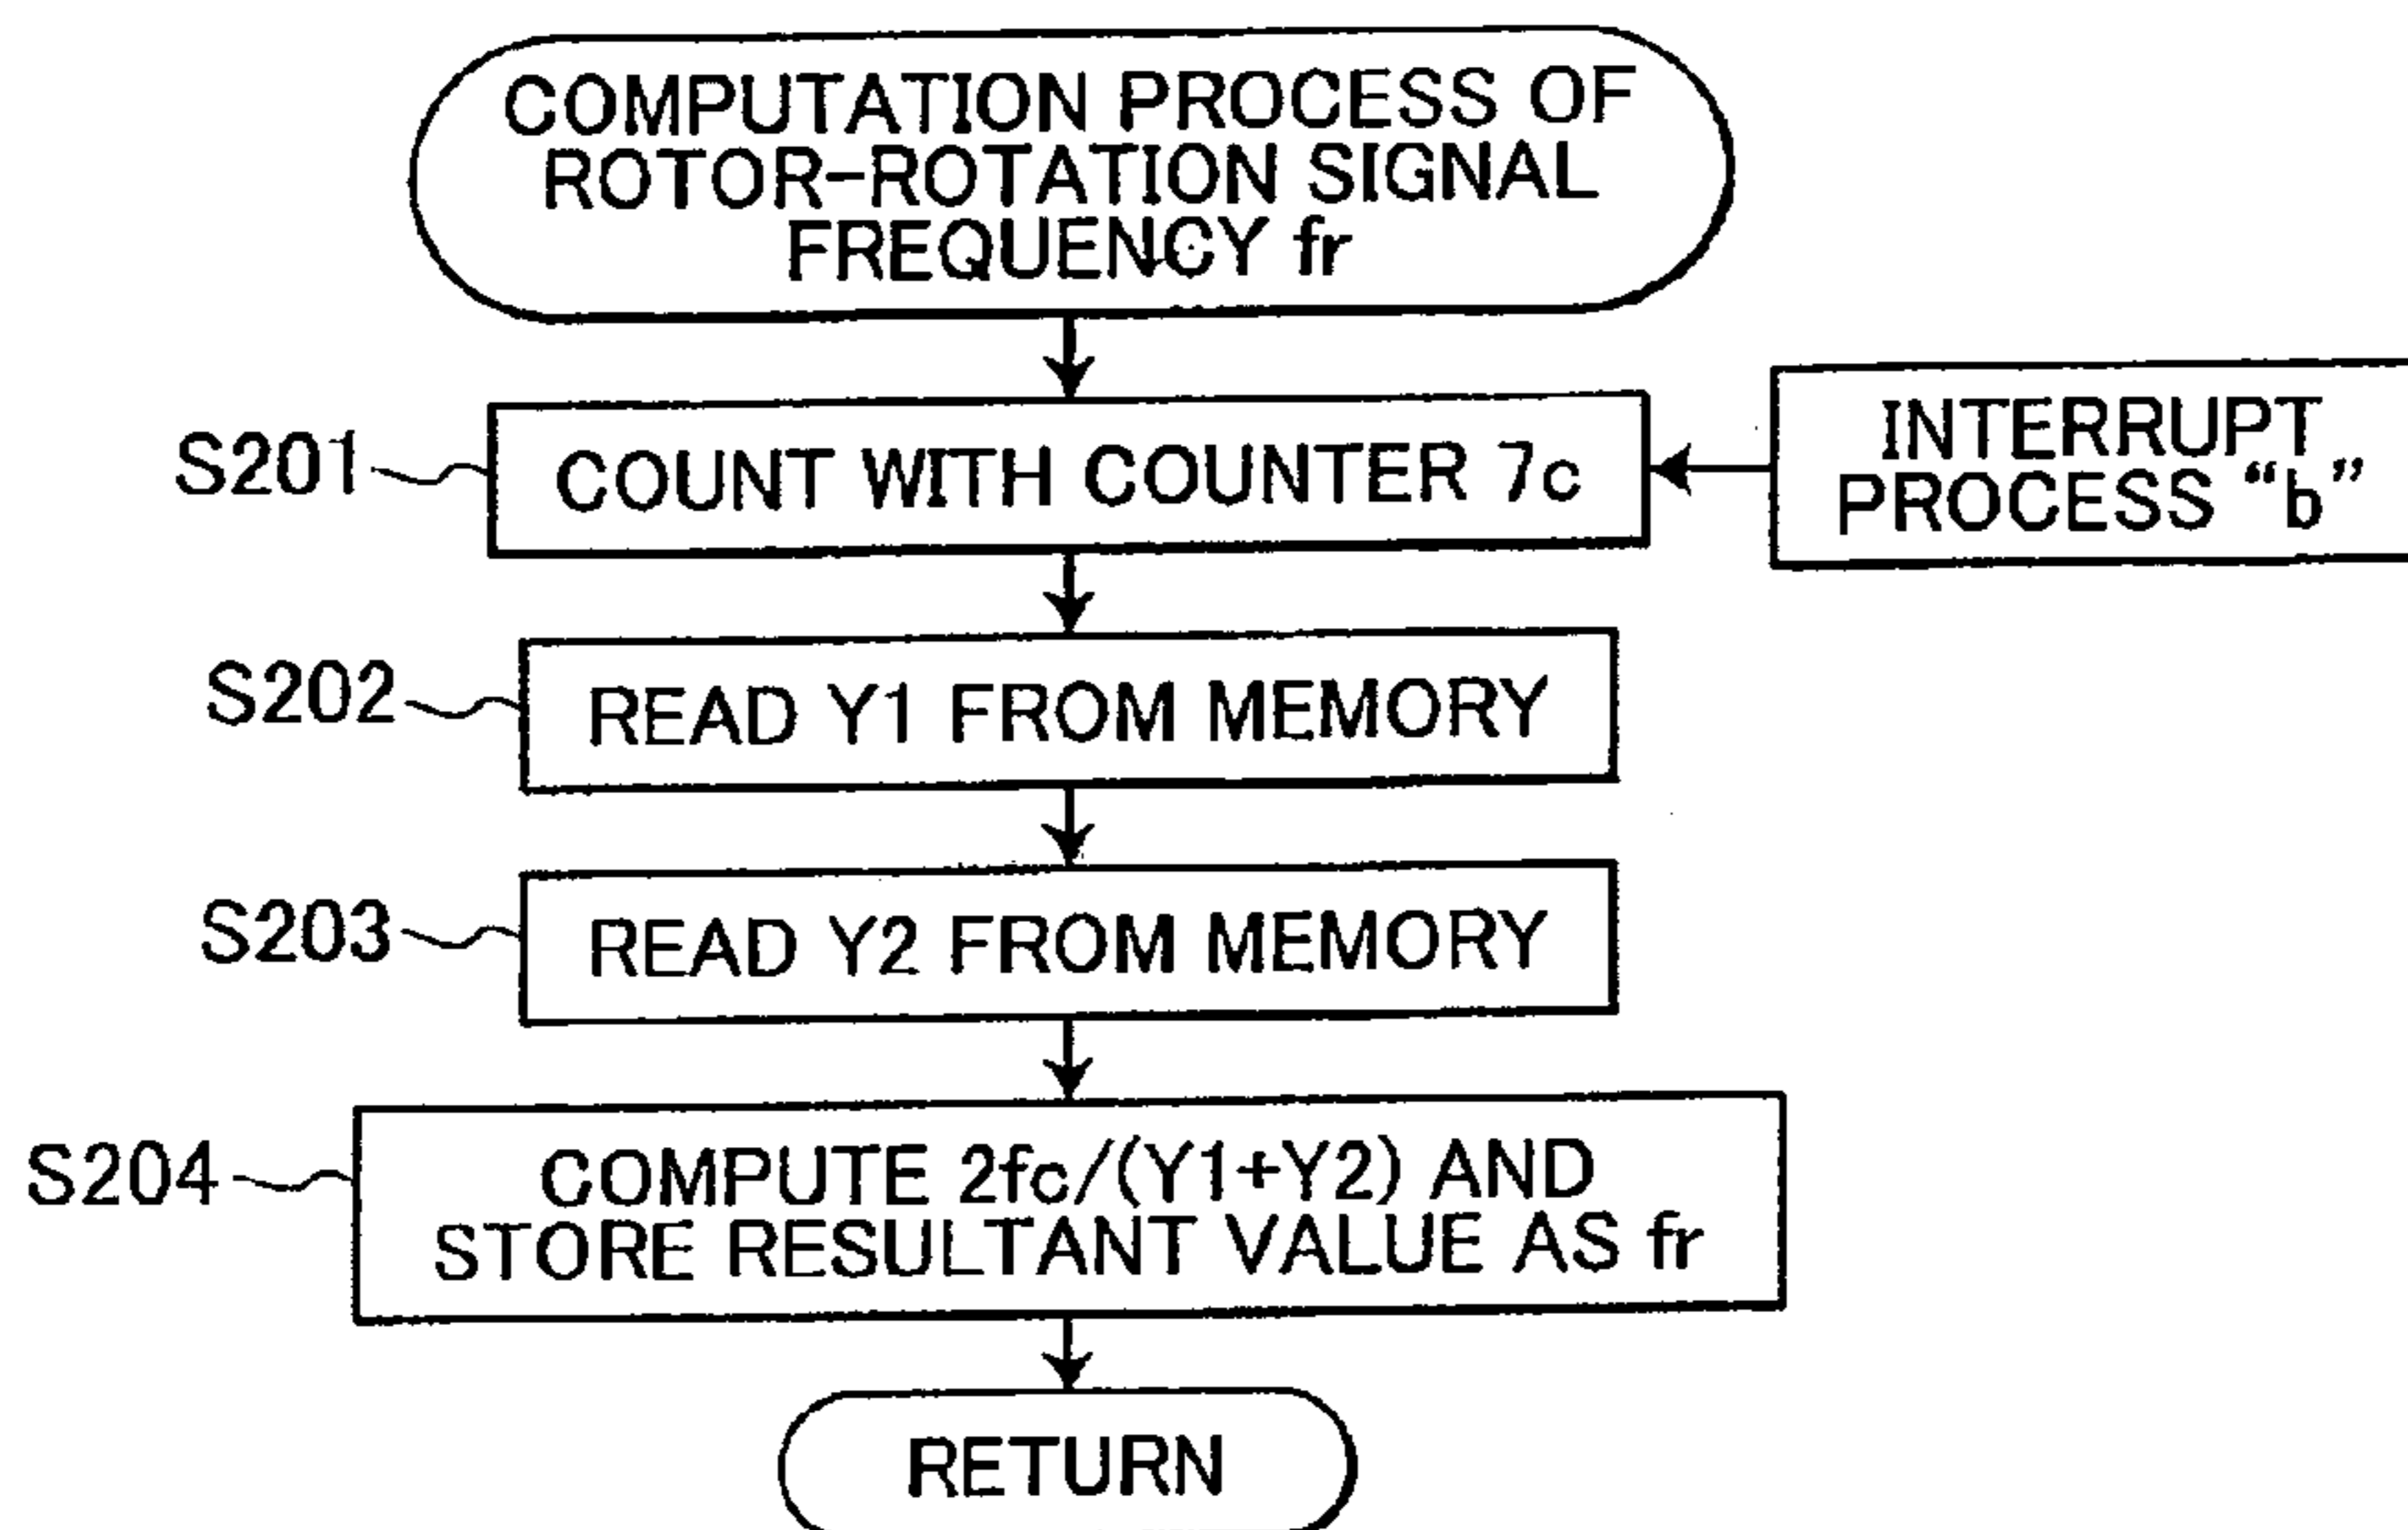 COMPUTATION PROCESS OF
ROTOR-ROTATION SIGNAL
FREQUENCY fr
S201
COUNT WITH COUNTER 7c
INTERRUPT
PROCESS “b”
S202
READ Y1 FROM MEMORY
S203
READ Y2 FROM MEMORY
S204
COMPUTE 2fc/(Y1+Y2) AND
STORE RESULTANT VALUE AS fr
RETURN